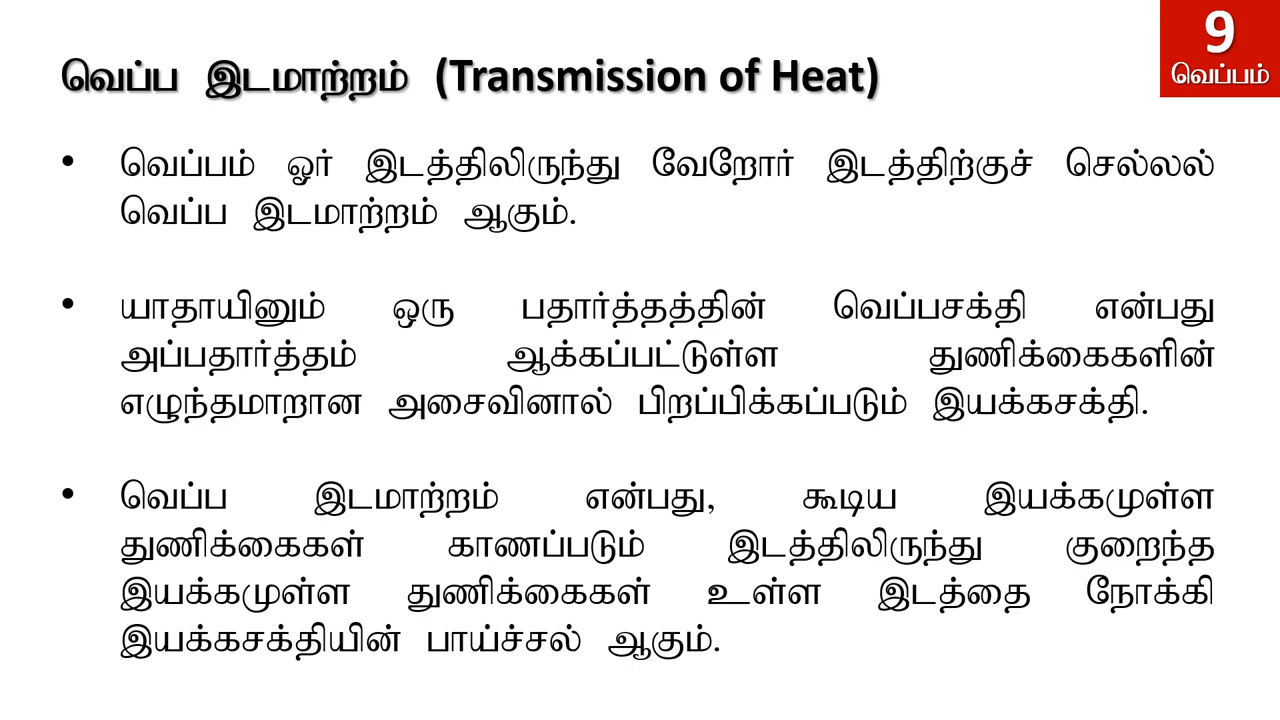 9
வெப்பம்
வெப்ப இடமாற்றம் (Transmission of Heat)
• வெப்பம் ஓர் இடத்திலிருந்து வேறோர் இடத்திற்குச் செல்லல்
வெப்ப இடமாற்றம் ஆகும்.
• யாதாயினும் ஒரு பதார்த்தத்தின் வெப்பசக்தி என்பது
அப்பதார்த்தம் ஆக்கப்பட்டுள்ள துணிக்கைகளின்
எழுந்தமாறான அசைவினால் பிறப்பிக்கப்படும் இயக்கசக்தி.
• வெப்ப இடமாற்றம் என்பது, கூடிய இயக்கமுள்ள
துணிக்கைகள் காணப்படும் இடத்திலிருந்து குறைந்த
இயக்கமுள்ள துணிக்கைகள் உள்ள இடத்தை நோக்கி
இயக்கசக்தியின் பாய்ச்சல் ஆகும்.